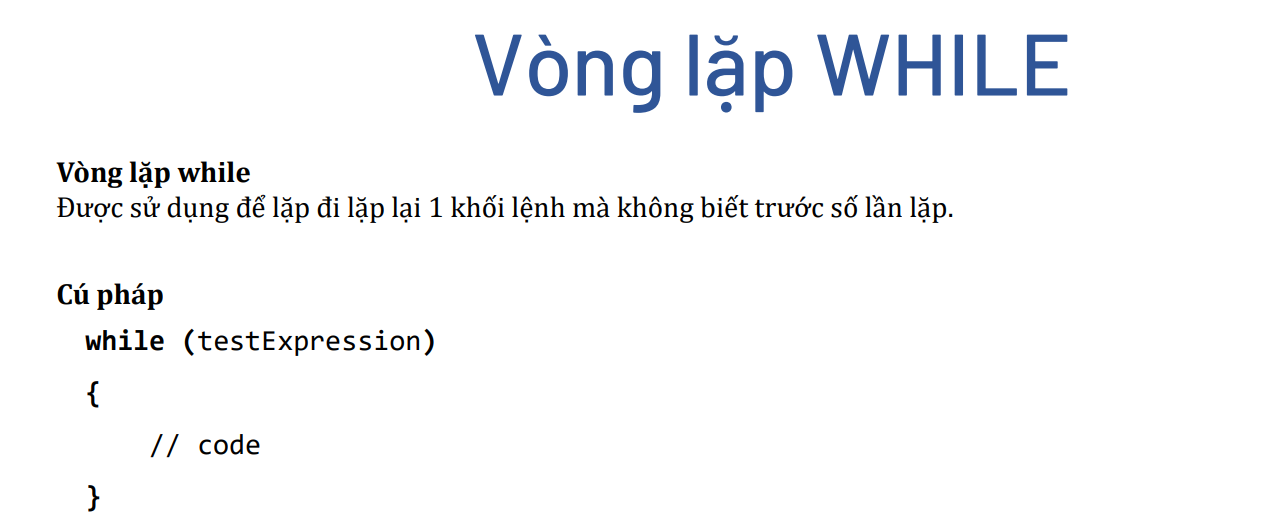 Vòng lặp WHILE
Vòng lặp while
Được sử dụng để lặp đi lặp lại 1 khối lệnh mà không biết trước số lần lặp.
Cú pháp
while (testExpression)
{
// code
}